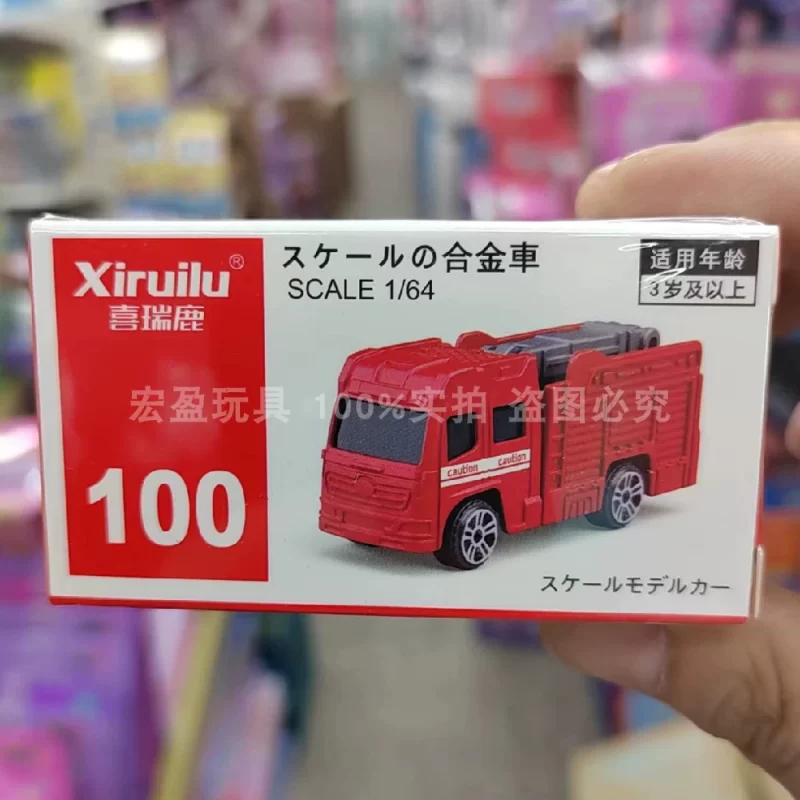 Xiruilu®
喜瑞鹿
100
スケールの合金車
SCALE 1/64
适用年龄
3岁及以上
宏盈玩具 100%实拍 盗图必究
caution caution
スケールモデルカー